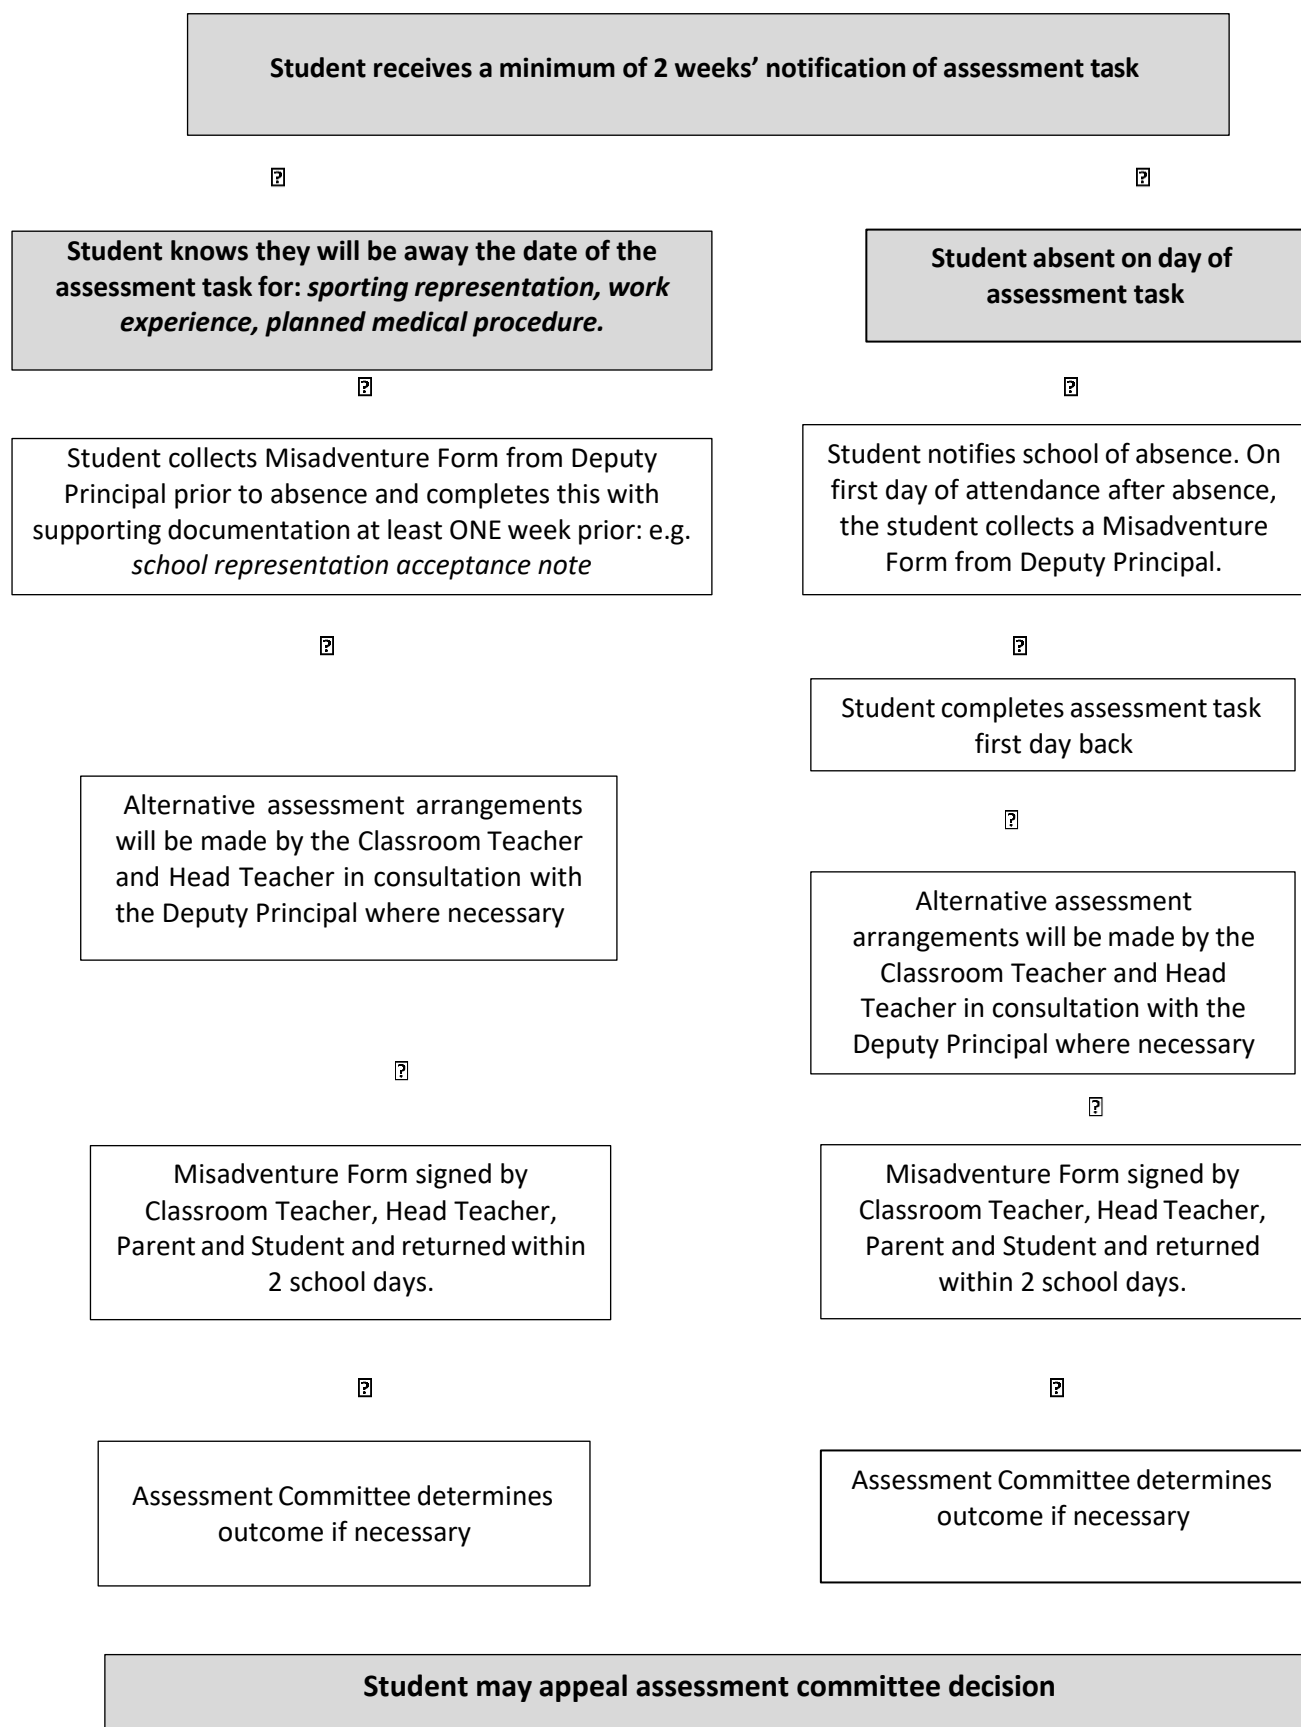 Student receives a minimum of 2 weeks’ notification of assessment task
Student knows they will be away the date of the
assessment task for: sporting representation, work
experience, planned medical procedure.
Student collects Misadventure Form from Deputy
Principal prior to absence and completes this with
supporting documentation at least ONE week prior: e.g.
school representation acceptance note
Alternative assessment arrangements
will be made by the Classroom Teacher
and Head Teacher in consultation with
the Deputy Principal where necessary
Misadventure Form signed by
Classroom Teacher, Head Teacher,
Parent and Student and returned within
2 school days.
Assessment Committee determines
outcome if necessary
Student absent on day of
assessment task
Student notifies school of absence. On
first day of attendance after absence,
the student collects a Misadventure
Form from Deputy Principal.
Student completes assessment task
first day back
Alternative assessment
arrangements will be made by the
Classroom Teacher and Head
Teacher in consultation with the
Deputy Principal where necessary
Misadventure Form signed by
Classroom Teacher, Head Teacher,
Parent and Student and returned
within 2 school days.
Assessment Committee determines
outcome if necessary
Student may appeal assessment committee decision